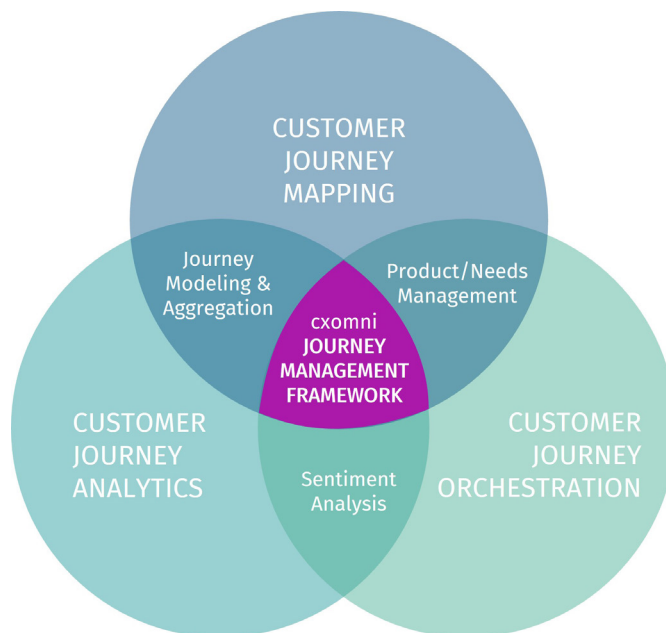 CUSTOMER
JOURNEY
MAPPING
Journey
Modeling &
Aggregation
Product/Needs
Management
cxomni
JOURNEY
MANAGEMENT
FRAMEWORK
CUSTOMER
JOURNEY
ANALYTICS
CUSTOMER
JOURNEY
ORCHESTRATION
Sentiment
Analysis